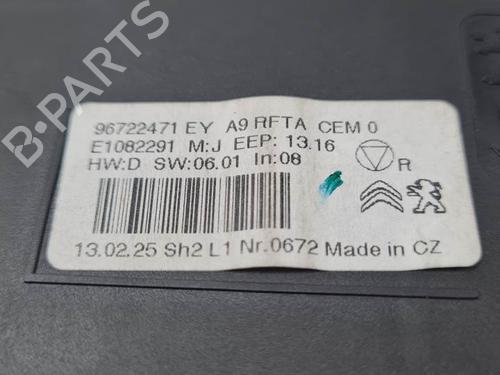 96722471 EY A9 RFTA CEM 0
E1082291 M:J EEP: 13.16
HW:D SW:06.01 In:08
R
13.02.25 Sh2 L1 Nr.0672 Made in CZ
B-PARTS